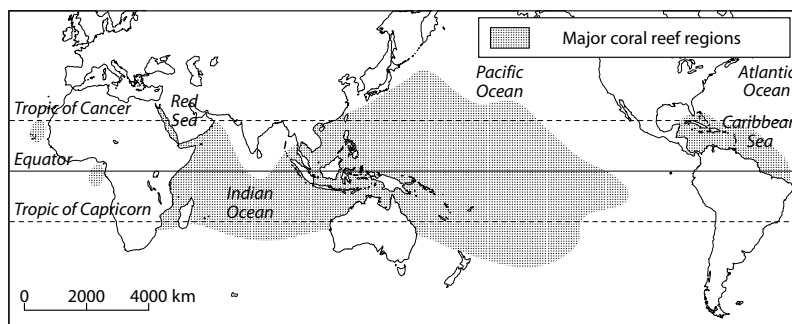 Major coral reef regions
Pacific
Ocean
Atlantic
Ocean
Red
Sea
Tropic of Cancer
Caribbean
Sea
Equator
Indian
Ocean
Tropic of Capricorn
0 2000 4000 km